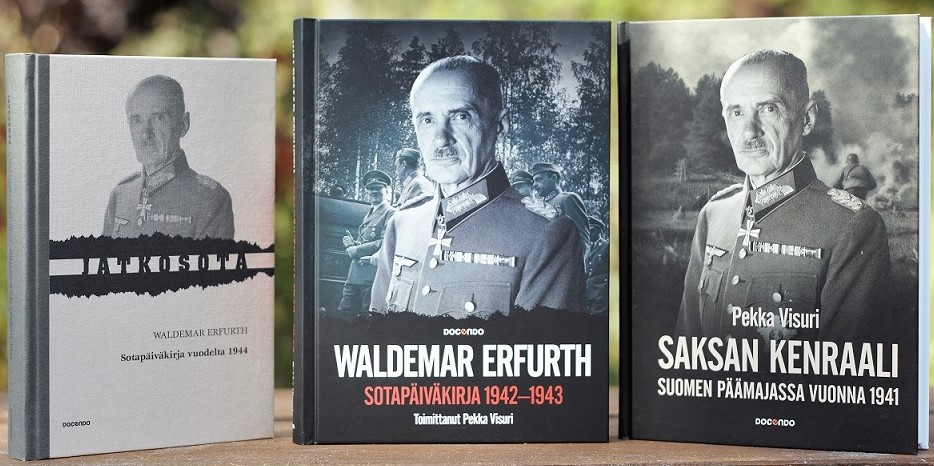 JATKOSOTA
WALDEMAR ERFURTH
Sotapäiväkirja vuodelta 1944
DOCENDO
DOCENDO
WALDEMAR ERFURTH
SOTAPÄIVÄKIRJA 1942–1943
Toimittanut Pekka Visuri
Pekka Visuri
SAKSAN KENRAALI
SUOMEN PÄÄMAJASSA VUONNA 1941
DOCENDO